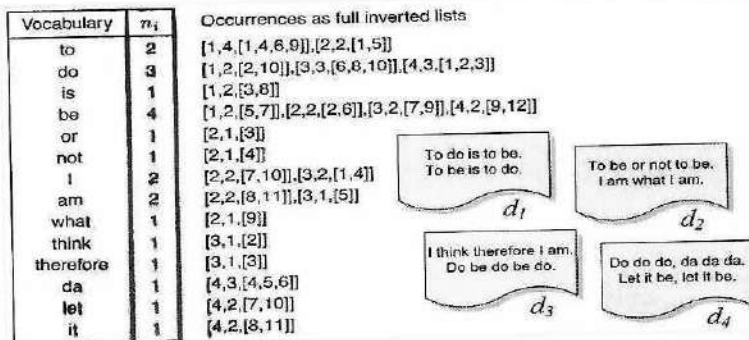 Vocabulary n_i Occurrences as full inverted lists
to 2 [1,4,[1,4,6,9]],[2,2,[1,5]]
do 3 [1,2,[2,10]],[3,3,[6,8,10]],[4,3,[1,2,3]]
is 1 [1,2,[3,8]]
be 4 [1,2,[5,7]],[2,2,[2,6]],[3,2,[7,9]],[4,2,[9,12]]
or 1 [2,1,[3]]
not 1 [2,1,[4]]
I 2 [2,2,[7,10]],[3,2,[1,4]]
am 2 [2,2,[8,11]],[3,1,[5]]
what 1 [2,1,[9]]
think 1 [3,1,[2]]
therefore 1 [3,1,[3]]
da 1 [4,3,[4,5,6]]
let 1 [4,2,[7,10]]
it 1 [4,2,[8,11]]
To do is to be.
To be is to do.
d1
To be or not to be.
I am what I am.
d2
I think therefore I am.
Do be do be do.
d3
Do do do, da da da.
Let it be, let it be.
d4